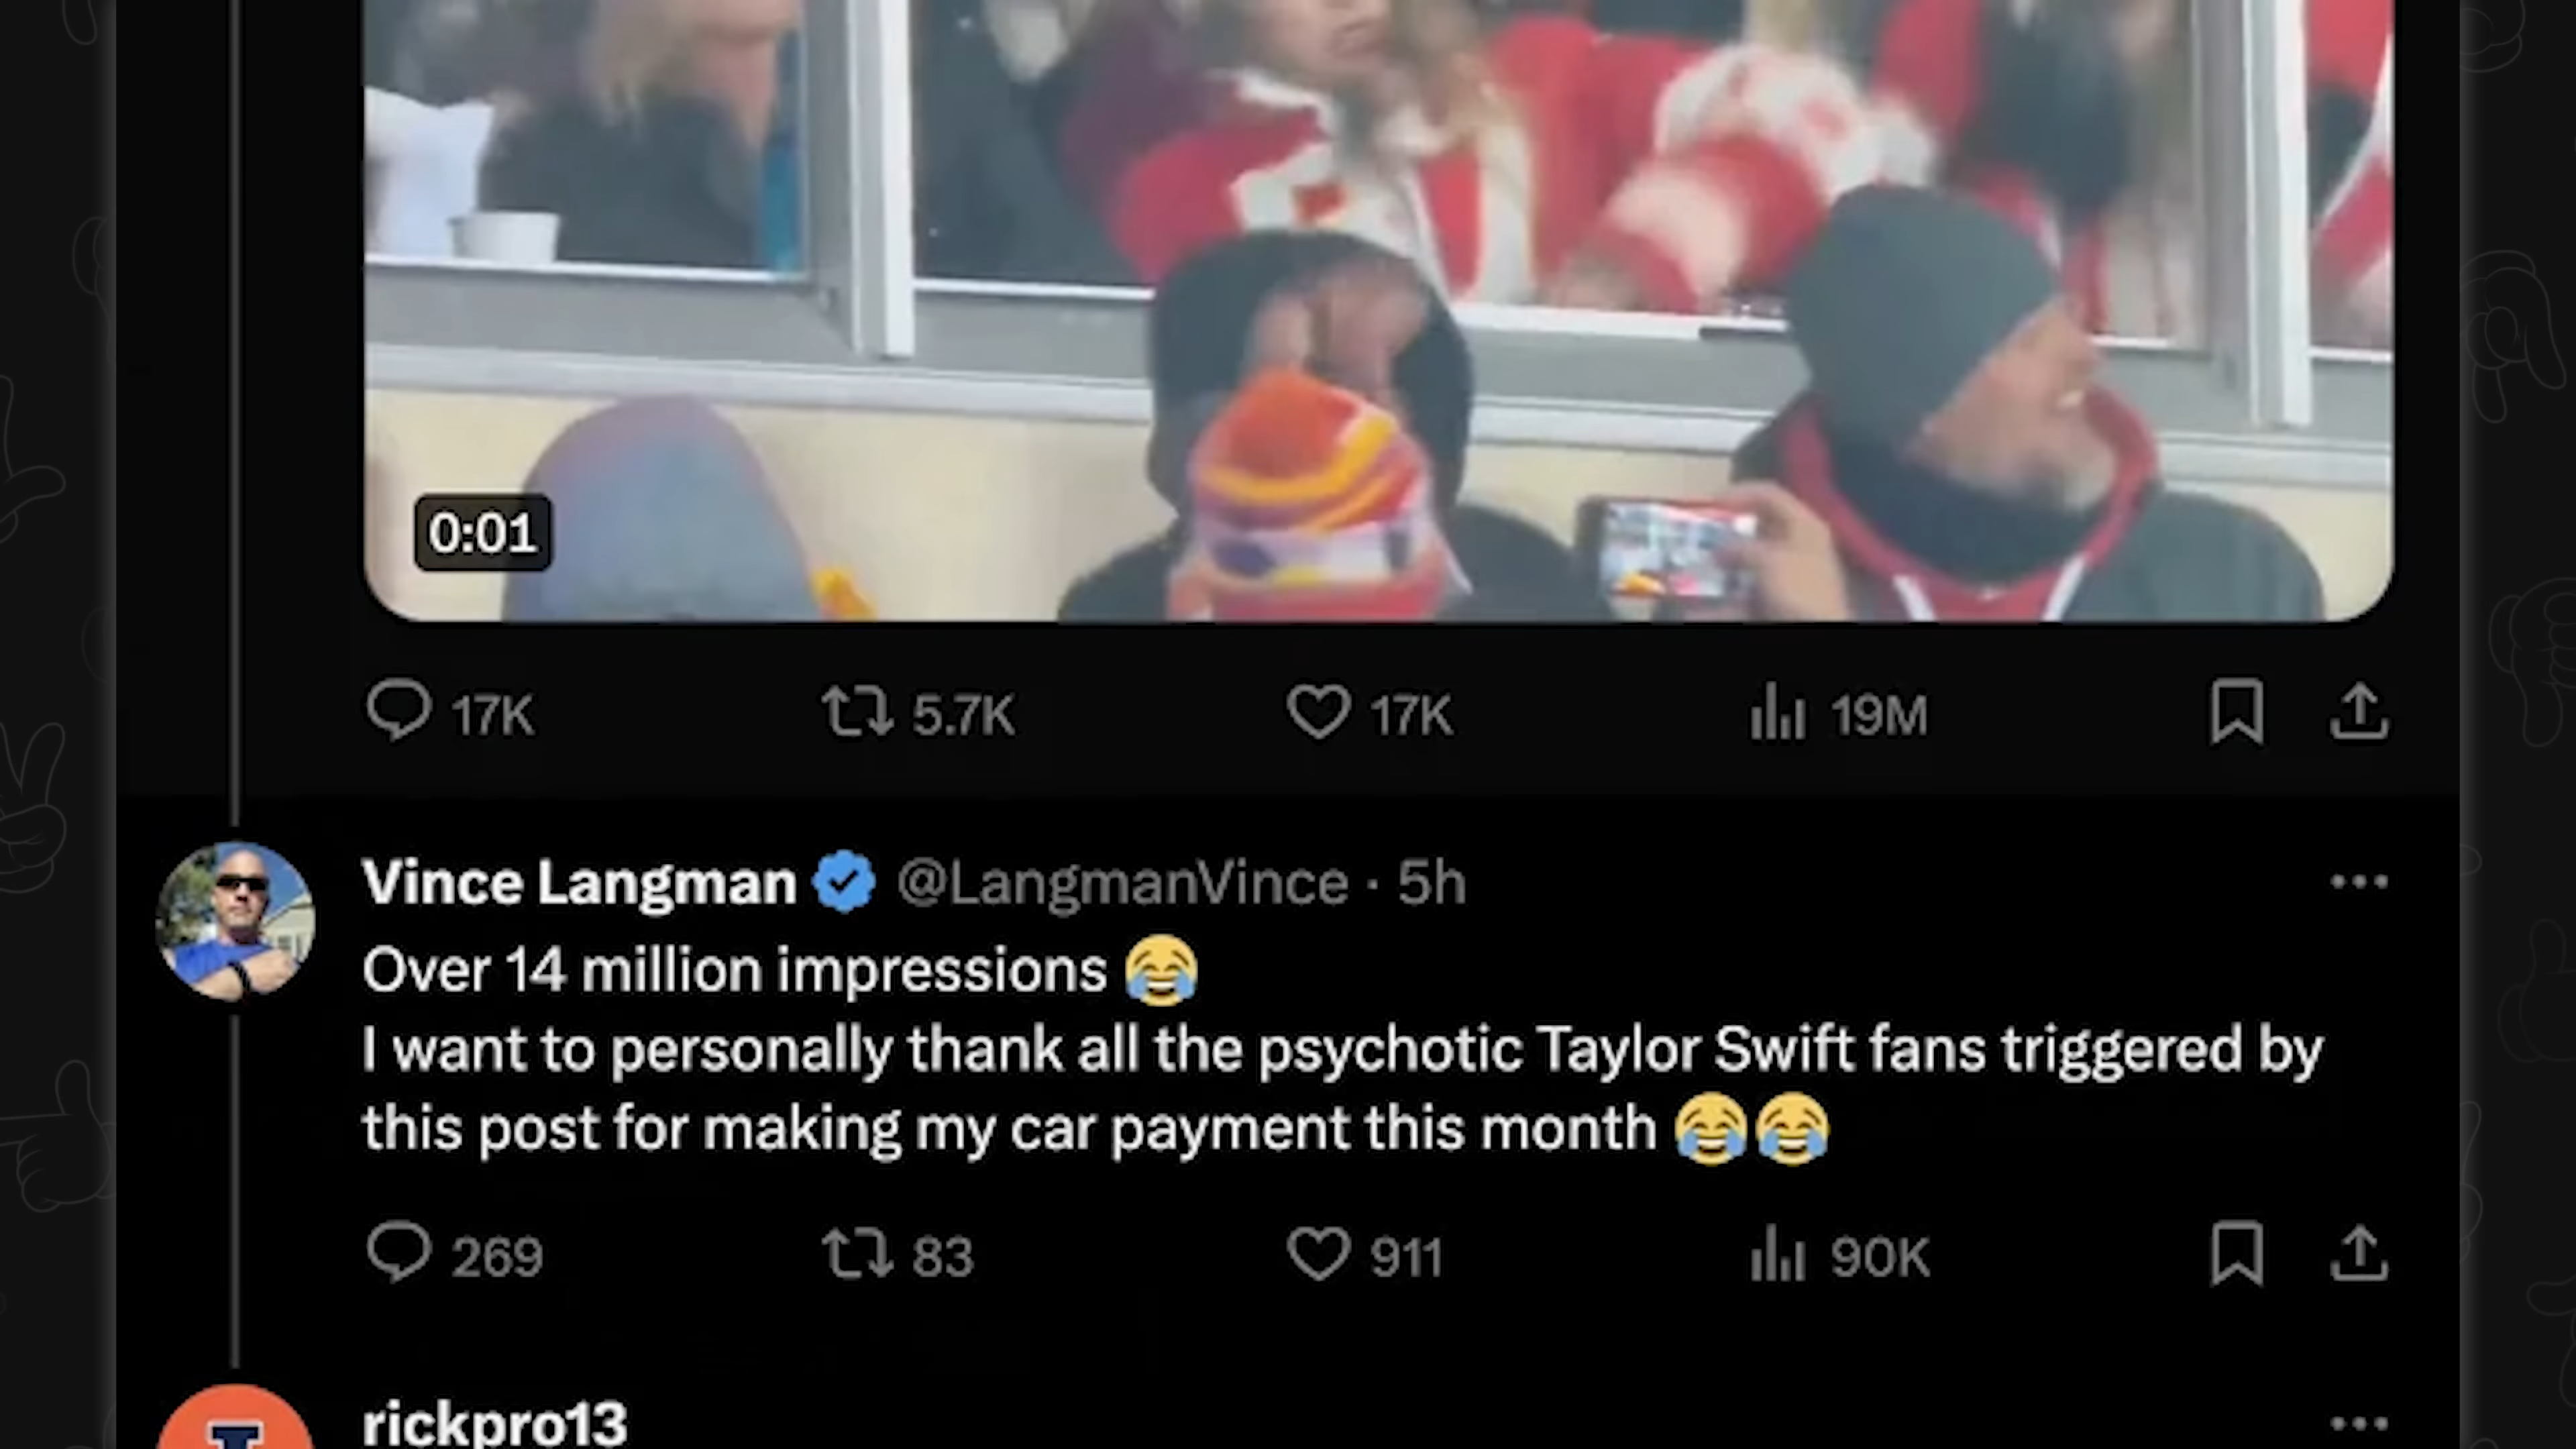 0:01
17K 5.7K 17K 19M
Vince Langman @LangmanVince · 5h
Over 14 million impressions 😂
I want to personally thank all the psychotic Taylor Swift fans triggered by
this post for making my car payment this month 😂😂
269 83 911 90K
rickpro13